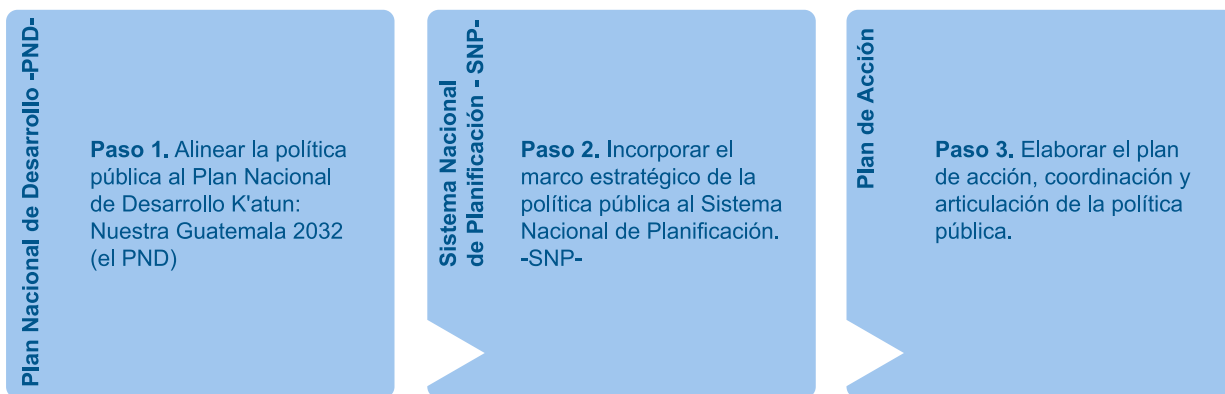 Plan Nacional de Desarrollo -PND-
Paso 1. Alinear la política
pública al Plan Nacional
de Desarrollo K'atun:
Nuestra Guatemala 2032
(el PND)
Sistema Nacional
de Planificación - SNP-
Paso 2. Incorporar el
marco estratégico de la
política pública al Sistema
Nacional de Planificación.
-SNP-
Plan de Acción
Paso 3. Elaborar el plan
de acción, coordinación y
articulación de la política
pública.